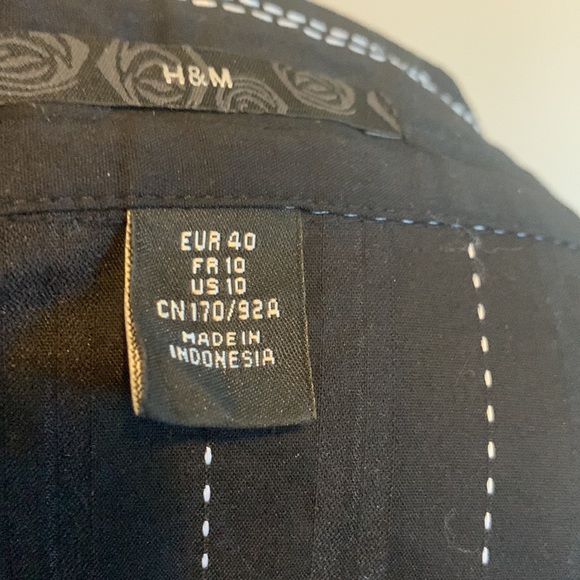 H&M
EUR 40
FR 10
US 10
CN 170/92A
MADE IN
INDONESIA